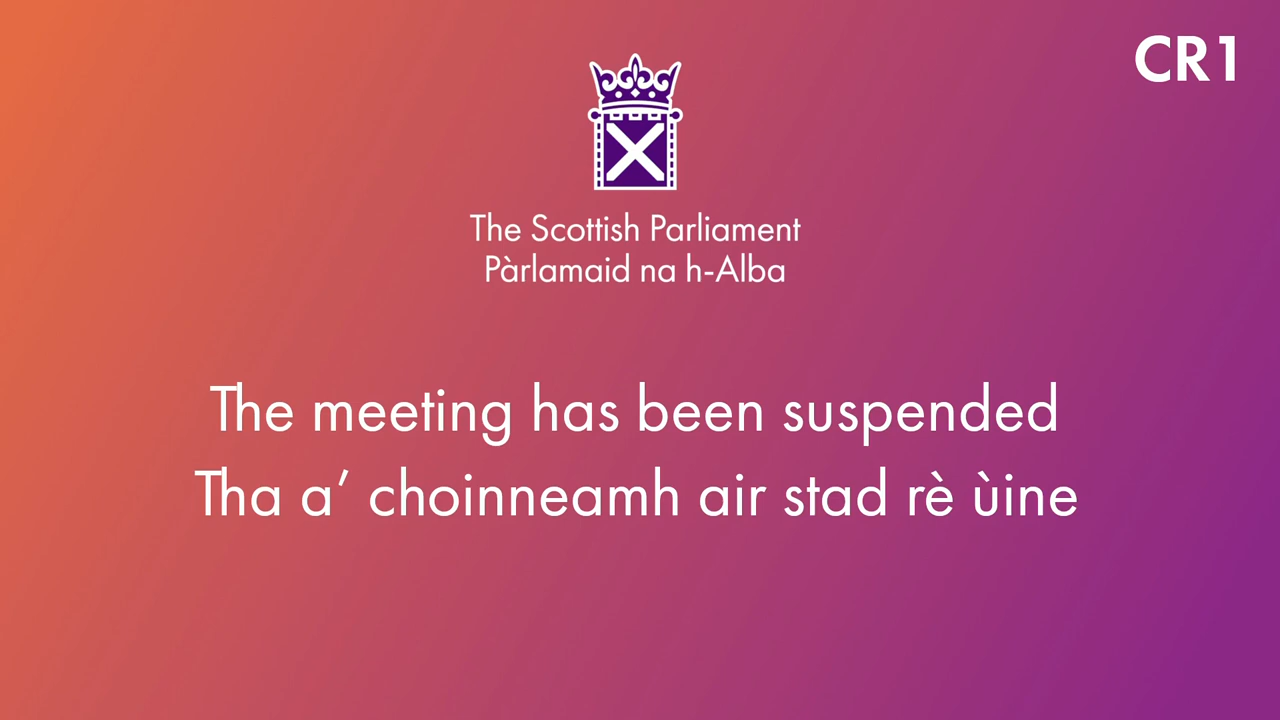 CR1
The Scottish Parliament
Pàrlamaid na h-Alba
The meeting has been suspended
Tha a’ choinneamh air stad rè ùine